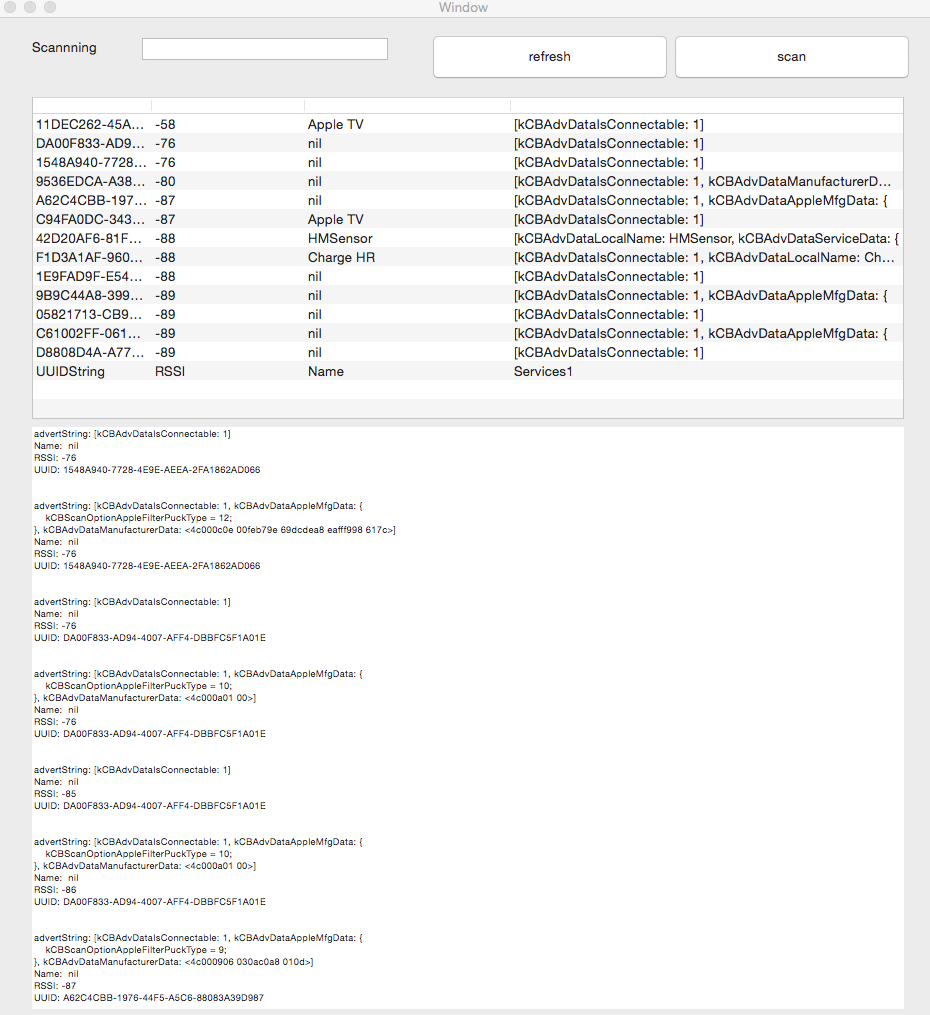 Window
Scannning
refresh
scan
11DEC262-45A... -58 Apple TV [kCBAdvDataIsConnectable: 1]
DA00F833-AD9... -76 nil [kCBAdvDataIsConnectable: 1]
1548A940-7728... -76 nil [kCBAdvDataIsConnectable: 1]
9536EDCA-A38... -80 nil [kCBAdvDataIsConnectable: 1, kCBAdvDataManufacturerD...
A62C4CBB-197... -87 nil [kCBAdvDataIsConnectable: 1, kCBAdvDataAppleMfgData: {
C94FA0DC-343... -87 Apple TV [kCBAdvDataIsConnectable: 1]
42D20AF6-81F... -88 HMSensor [kCBAdvDataLocalName: HMSensor, kCBAdvDataServiceData: {
F1D3A1AF-960... -88 Charge HR [kCBAdvDataIsConnectable: 1, kCBAdvDataLocalName: Ch...
1E9FAD9F-E54... -88 nil [kCBAdvDataIsConnectable: 1]
9B9C44A8-399... -89 nil [kCBAdvDataIsConnectable: 1, kCBAdvDataAppleMfgData: {
05821713-CB9... -89 nil [kCBAdvDataIsConnectable: 1]
C61002FF-061... -89 nil [kCBAdvDataIsConnectable: 1, kCBAdvDataAppleMfgData: {
D8808D4A-A77... -89 nil [kCBAdvDataIsConnectable: 1]
UUIDString RSSI Name Services1
advertString: [kCBAdvDataIsConnectable: 1]
Name: nil
RSSI: -76
UUID: 1548A940-7728-4E9E-AEEA-2FA1862AD066
advertString: [kCBAdvDataIsConnectable: 1, kCBAdvDataAppleMfgData: {
kCBScanOptionAppleFilterPuckType = 12;
}, kCBAdvDataManufacturerData: <4c000c0e 00feb79e 69dcdea8 eafff998 617c>]
Name: nil
RSSI: -76
UUID: 1548A940-7728-4E9E-AEEA-2FA1862AD066
advertString: [kCBAdvDataIsConnectable: 1]
Name: nil
RSSI: -76
UUID: DA00F833-AD94-4007-AFF4-DBBFC5F1A01E
advertString: [kCBAdvDataIsConnectable: 1, kCBAdvDataAppleMfgData: {
kCBScanOptionAppleFilterPuckType = 10;
}, kCBAdvDataManufacturerData: <4c000a01 00>]
Name: nil
RSSI: -76
UUID: DA00F833-AD94-4007-AFF4-DBBFC5F1A01E
advertString: [kCBAdvDataIsConnectable: 1]
Name: nil
RSSI: -85
UUID: DA00F833-AD94-4007-AFF4-DBBFC5F1A01E
advertString: [kCBAdvDataIsConnectable: 1, kCBAdvDataAppleMfgData: {
kCBScanOptionAppleFilterPuckType = 10;
}, kCBAdvDataManufacturerData: <4c000a01 00>]
Name: nil
RSSI: -86
UUID: DA00F833-AD94-4007-AFF4-DBBFC5F1A01E
advertString: [kCBAdvDataIsConnectable: 1, kCBAdvDataAppleMfgData: {
kCBScanOptionAppleFilterPuckType = 9;
}, kCBAdvDataManufacturerData: <4c000906 030ac0a8 010d>]
Name: nil
RSSI: -87
UUID: A62C4CBB-1976-44F5-A5C6-88083A39D987